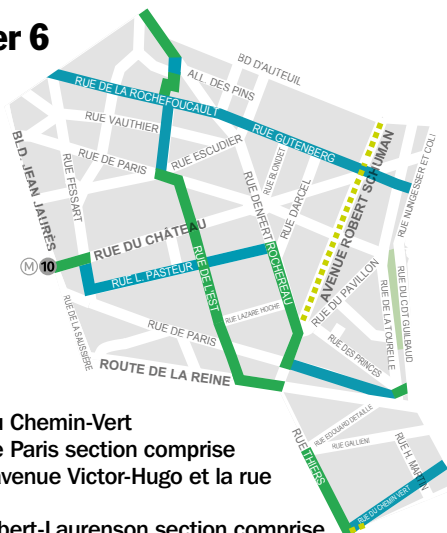 er 6
BD D'AUTEUIL
ALL. DES PINS
RUE DE LA ROCHEFOUCAULT
RUE GUTENBERG
RUE VAUTHIER
RUE ESCUDIER
RUE DE PARIS
RUE BLONDET
RUE DENFERT
ROCHEREAU
RUE DARCEL
AVENUE ROBERT SCHUMAN
RUE NUNGESSER ET COLI
BLD. JEAN JAURÈS
RUE FESSART
RUE DU CHÂTEAU
M 10
RUE L. PASTEUR
RUE DE L'EST
RUE LAZARE HOCHE
RUE DU PAVILLON
RUE DE LA TOURELLE
RUE DU CDT GUILBAUD
RUE DES PRINCES
RUE DE LA SAUSSIÈRE
RUE DE PARIS
ROUTE DE LA REINE
RUE THIERS
RUE EDOUARD DETAILLE
RUE GALLIENI
RUE H. MARTIN
RUE DU CHEMIN VERT
u Chemin-Vert
e Paris section comprise
avenue Victor-Hugo et la rue
bert-Laurenson section comprise